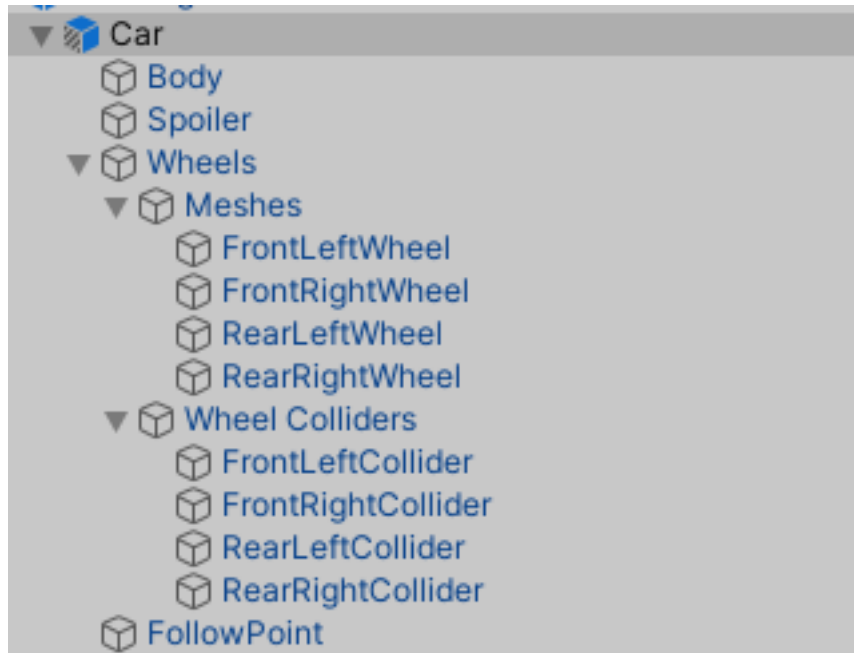 Car
Body
Spoiler
Wheels
Meshes
FrontLeftWheel
FrontRightWheel
RearLeftWheel
RearRightWheel
Wheel Colliders
FrontLeftCollider
FrontRightCollider
RearLeftCollider
RearRightCollider
FollowPoint